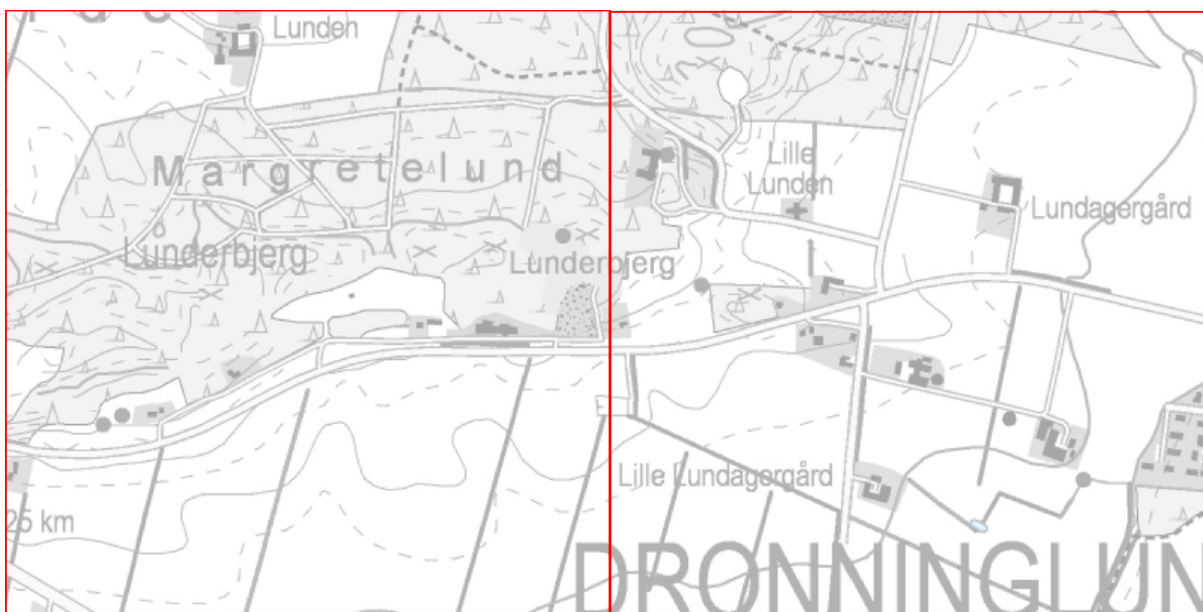 Lunden
Margretelund
Lille
Lunden
Lundagergård
Lunderbjerg
Lunderbjerg
Lille Lundagergård
25 km
DRONNINGLUN